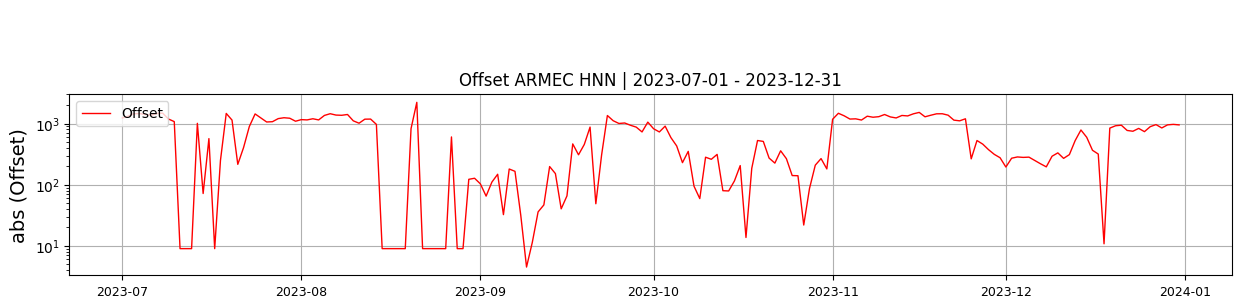 Offset ARMEC HNN | 2023-07-01 - 2023-12-31
Offset
abs (Offset)
10³
10²
10¹
2023-07 2023-08 2023-09 2023-10 2023-11 2023-12 2024-01